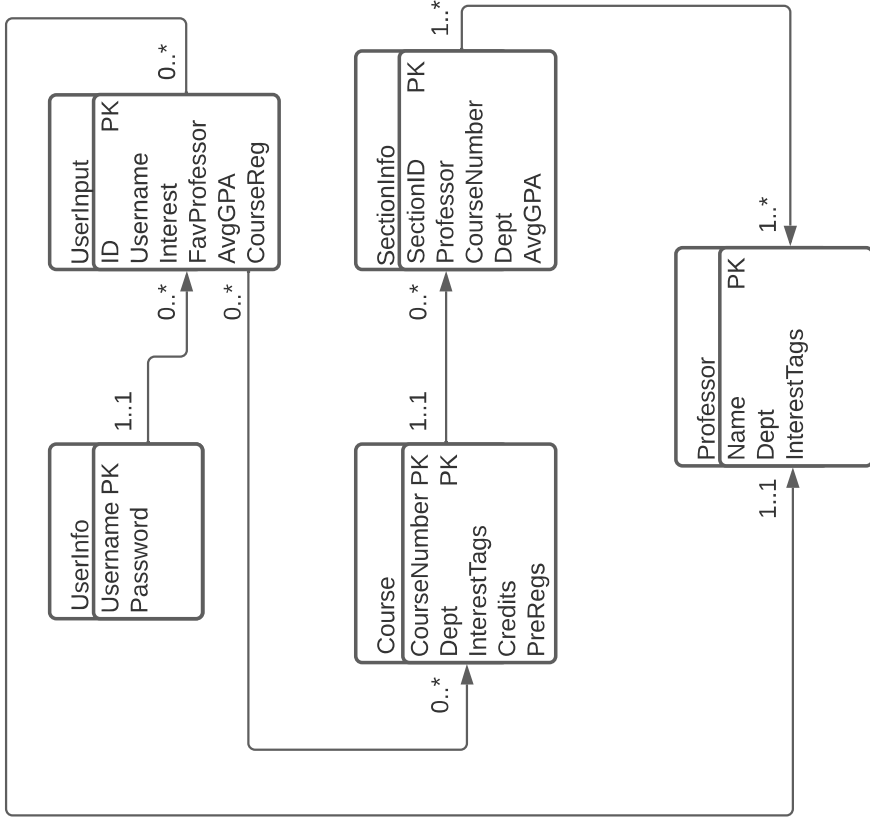 UserInfo
Username PK
Password
1..1
0..*
0..*
UserInput
ID PK
Username
Interest
FavProfessor
AvgGPA
CourseReg
0..*
0..*
Course
CourseNumber PK
Dept PK
InterestTags
Credits
PreRegs
1..1
0..*
SectionInfo
SectionID PK
Professor
CourseNumber
Dept
AvgGPA
1..*
1..1
Professor
Name PK
Dept
InterestTags
1..*